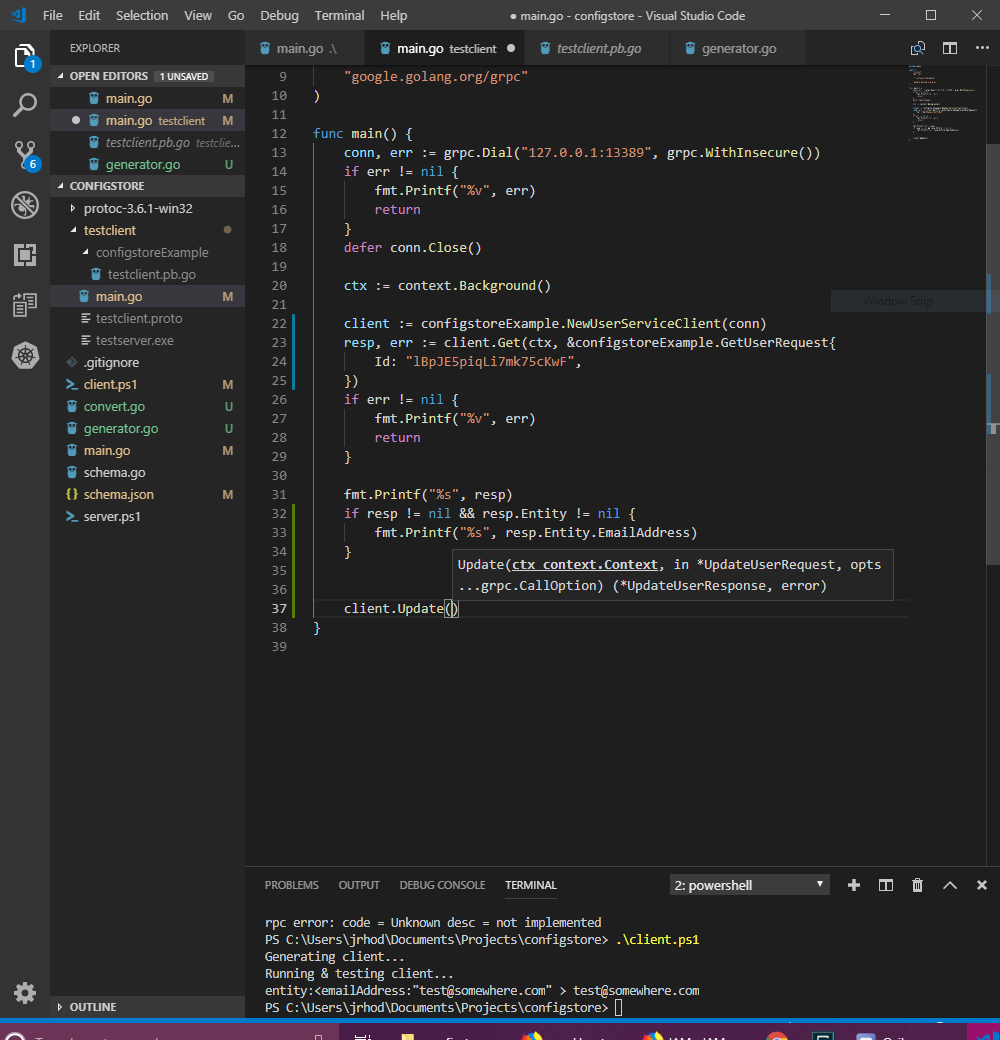 File Edit Selection View Go Debug Terminal Help
● main.go - configstore - Visual Studio Code
EXPLORER
OPEN EDITORS 1 UNSAVED
main.go M
main.go testclient M
testclient.pb.go testclie...
generator.go U
CONFIGSTORE
protoc-3.6.1-win32
testclient
configstoreExample
testclient.pb.go
main.go M
testclient.proto
testserver.exe
.gitignore
client.ps1 M
convert.go U
generator.go U
main.go M
schema.go
schema.json M
server.ps1
OUTLINE
1
6
main.go .\
main.go testclient
testclient.pb.go
generator.go
9 "google.golang.org/grpc"
10 )
11
12 func main() {
13 conn, err := grpc.Dial("127.0.0.1:13389", grpc.WithInsecure())
14 if err != nil {
15 fmt.Printf("%v", err)
16 return
17 }
18 defer conn.Close()
19
20 ctx := context.Background()
21
Window Snip
22 client := configstoreExample.NewUserServiceClient(conn)
23 resp, err := client.Get(ctx, &configstoreExample.GetUserRequest{
24 Id: "lBpJE5piqLi7mk75cKwF",
25 })
26 if err != nil {
27 fmt.Printf("%v", err)
28 return
29 }
30
31 fmt.Printf("%s", resp)
32 if resp != nil && resp.Entity != nil {
33 fmt.Printf("%s", resp.Entity.EmailAddress)
34 }
35
36
Update(ctx context.Context, in *UpdateUserRequest, opts
...grpc.CallOption) (*UpdateUserResponse, error)
37 client.Update()
38 }
39
PROBLEMS OUTPUT DEBUG CONSOLE TERMINAL
2: powershell
rpc error: code = Unknown desc = not implemented
PS C:\Users\jrhod\Documents\Projects\configstore> .\client.ps1
Generating client...
Running & testing client...
entity:<emailAddress:"test@somewhere.com" > test@somewhere.com
PS C:\Users\jrhod\Documents\Projects\configstore>